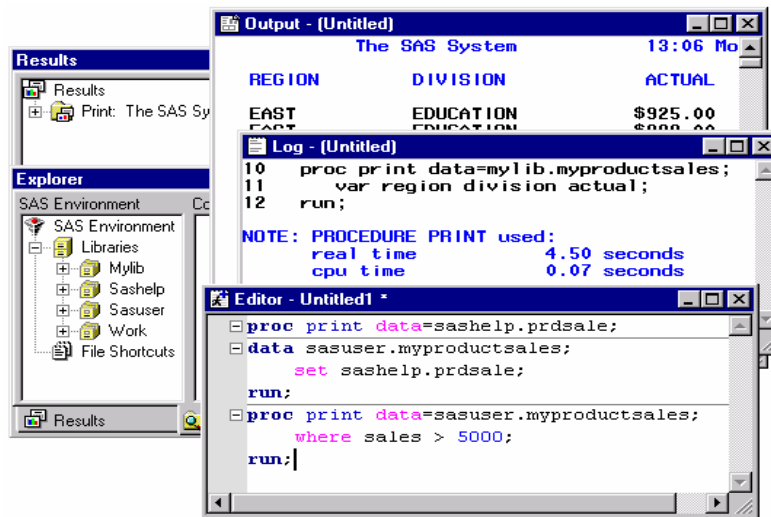 Results
Results
Print: The SAS Sy
Explorer
SAS Environment
SAS Environment
Libraries
Mylib
Sashelp
Sasuser
Work
File Shortcuts
Results
Output - (Untitled)
The SAS System 13:06 Mo
REGION DIVISION ACTUAL
EAST EDUCATION $925.00
EAST EDUCATION
Log - (Untitled)
10 proc print data=mylib.myproductsales;
11 var region division actual;
12 run;
NOTE: PROCEDURE PRINT used:
real time 4.50 seconds
cpu time 0.07 seconds
Editor - Untitled1 *
proc print data=sashelp.prdsale;
data sasuser.myproductsales;
set sashelp.prdsale;
run;
proc print data=sasuser.myproductsales;
where sales > 5000;
run;